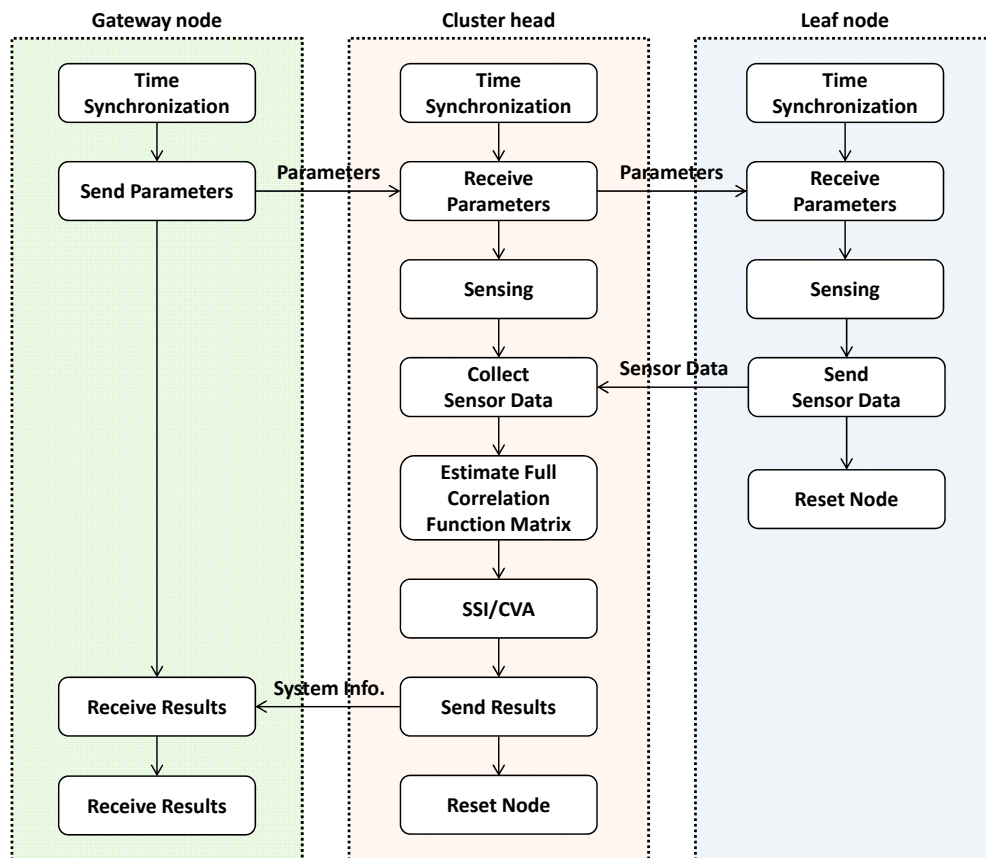 Gateway node
Cluster head
Leaf node
Time
Synchronization
Time
Synchronization
Time
Synchronization
Send Parameters
Parameters
Receive
Parameters
Parameters
Receive
Parameters
Sensing
Sensing
Collect
Sensor Data
Sensor Data
Send
Sensor Data
Estimate Full
Correlation
Function Matrix
Reset Node
SSI/CVA
Receive Results
System Info.
Send Results
Receive Results
Reset Node